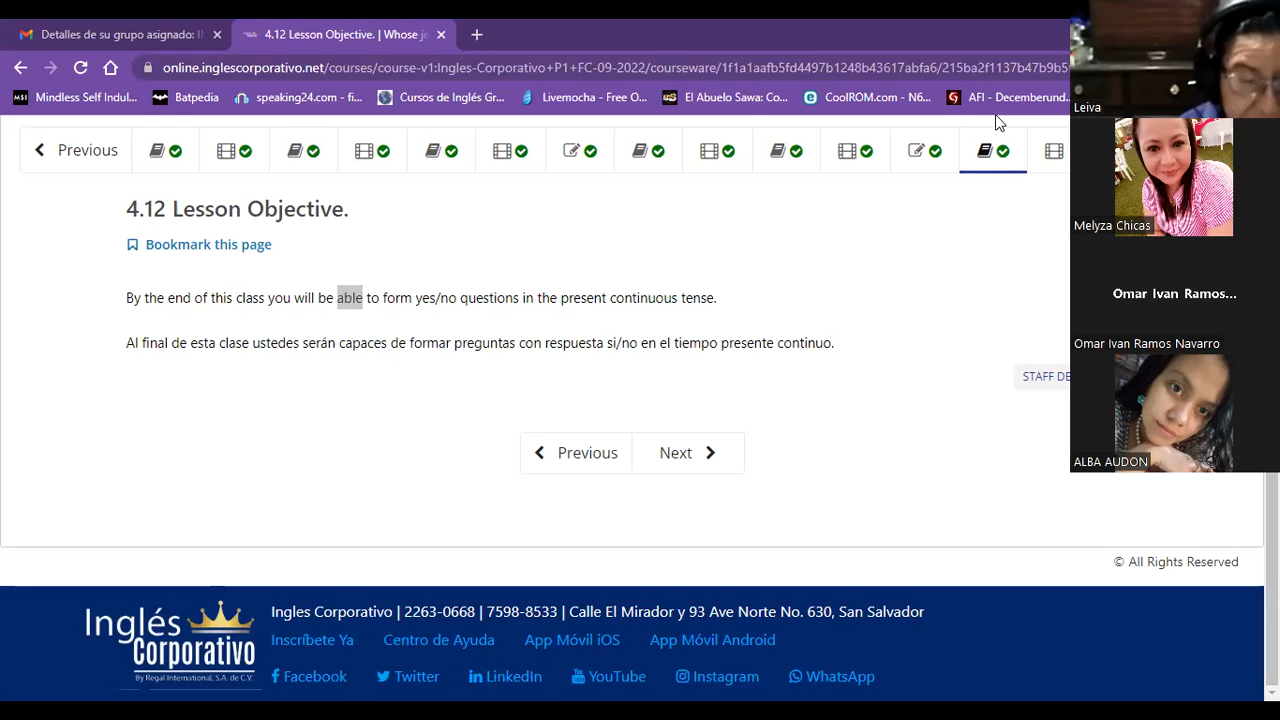 Detalles de su grupo asignado: I
4.12 Lesson Objective. | Whose je
online.inglescorporativo.net/courses/course-v1:Ingles-Corporativo+P1+FC-09-2022/courseware/1f1a1aafb5fd4497b1248b43617abfa6/215ba2f1137b47b9b5
Mindless Self Indul... Batpedia speaking24.com - fi... Cursos de Inglés Gr... Livemocha - Free O... El Abuelo Sawa: Co... CoolROM.com - N6... AFI - Decemberund...
Previous
4.12 Lesson Objective.
Bookmark this page
By the end of this class you will be able to form yes/no questions in the present continuous tense.
Al final de esta clase ustedes serán capaces de formar preguntas con respuesta si/no en el tiempo presente continuo.
STAFF DE
Previous Next
© All Rights Reserved
Inglés
Corporativo
By Regal International, S.A. de C.V.
Ingles Corporativo | 2263-0668 | 7598-8533 | Calle El Mirador y 93 Ave Norte No. 630, San Salvador
Inscríbete Ya Centro de Ayuda App Móvil iOS App Móvil Android
Facebook Twitter LinkedIn YouTube Instagram WhatsApp
Leiva
Melyza Chicas
Omar Ivan Ramos...
Omar Ivan Ramos Navarro
ALBA AUDON